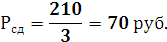 Рсд = 210/3 = 70 руб.